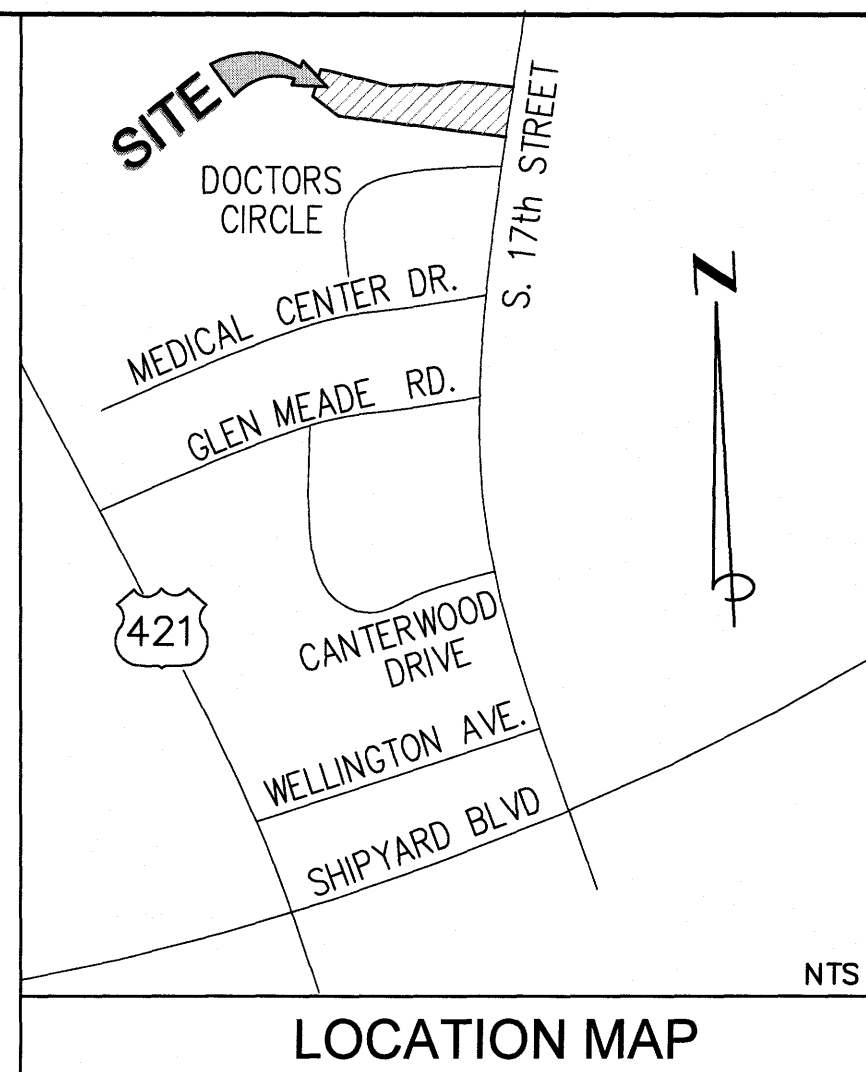 SITE
S. 17th STREET
DOCTORS
CIRCLE
N
MEDICAL CENTER DR.
GLEN MEADE RD.
421
CANTERWOOD
DRIVE
WELLINGTON AVE.
SHIPYARD BLVD
NTS
LOCATION MAP